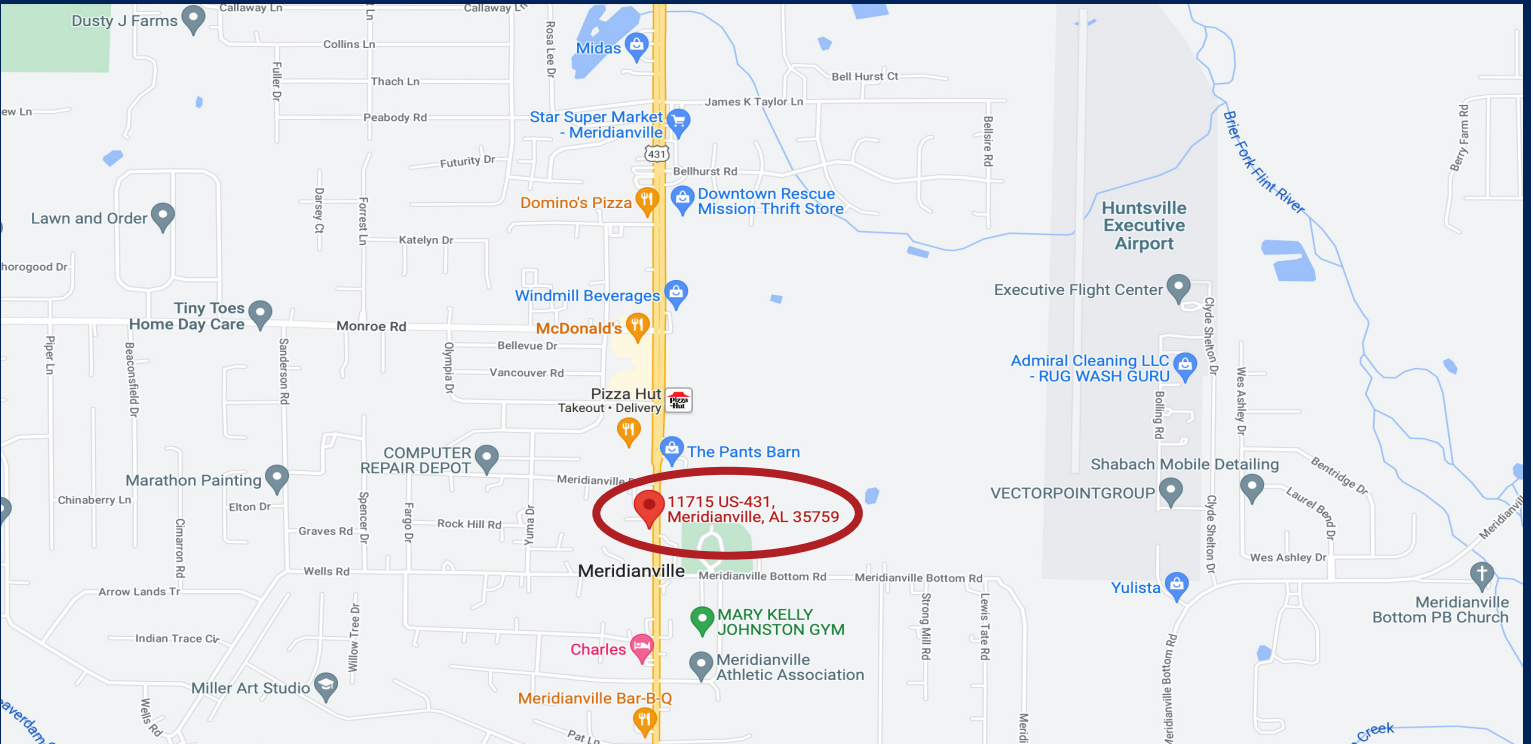 Callaway Ln
Callaway Ln
Dusty J Farms
Collins Ln
Rosa Lee Dr
Midas
Fuller Dr
Thach Ln
Bell Hurst Ct
James K Taylor Ln
ew Ln
Peabody Rd
Star Super Market
- Meridianville
431
Bellsire Rd
Berry Farm Rd
Brier Fork Flint River
Futurity Dr
Bellhurst Rd
Darsey Ct
Forrest Ln
Domino's Pizza
Downtown Rescue
Mission Thrift Store
Lawn and Order
Katelyn Dr
Huntsville
Executive
Airport
horogood Dr
Windmill Beverages
Executive Flight Center
Tiny Toes
Home Day Care
Monroe Rd
McDonald's
Clyde Shelton Dr
Piper Ln
Beaconsfield Dr
Sanderson Rd
Olympia Dr
Bellevue Dr
Vancouver Rd
Admiral Cleaning LLC
- RUG WASH GURU
Wes Ashley Dr
Bolling Rd
Pizza Hut
Takeout • Delivery
Pizza
Hut
COMPUTER
REPAIR DEPOT
The Pants Barn
Shabach Mobile Detailing
Bentridge Dr
Marathon Painting
Meridianville
VECTORPOINTGROUP
Laurel Bend Dr
Chinaberry Ln
Elton Dr
Spencer Dr
Fargo Dr
11715 US-431,
Meridianville, AL 35759
Clyde Shelton Dr
Meridianville
Cimarron Rd
Graves Rd
Rock Hill Rd
Yuma Dr
Wells Rd
Meridianville
Meridianville Bottom Rd
Meridianville Bottom Rd
Wes Ashley Dr
Arrow Lands Tr
Yulista
Meridianville
Bottom PB Church
Willow Tree Dr
Strong Mill Rd
Lewis Tate Rd
MARY KELLY
JOHNSTON GYM
Indian Trace Cir
Charles
Meridianville
Athletic Association
Meridianville Bottom Rd
Miller Art Studio
Meridianville Bar-B-Q
Wells Rd
Pat Ln
Meridi
eaverdam
Creek